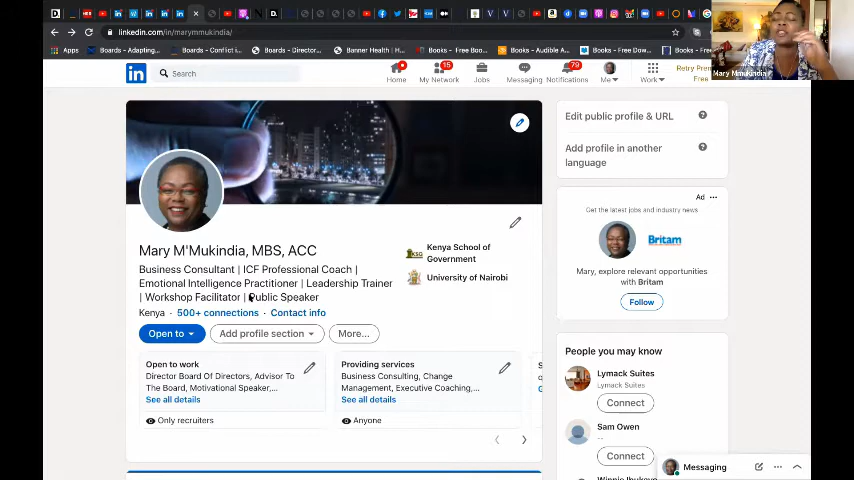 linkedin.com/in/marymmukindia/
Apps
Boards - Adapting...
Boards - Conflict i...
Books - Director...
Banner Health | H...
Books - Free Boo...
Books - Audible A...
Books - Free Dow...
Books - Free
Mary Mmukindia
Search
Home
15
My Network
Jobs
Messaging
79
Notifications
Me
Work
Retry Prem
Free
Mary M'Mukindia, MBS, ACC
Business Consultant | ICF Professional Coach |
Emotional Intelligence Practitioner | Leadership Trainer
| Workshop Facilitator | Public Speaker
Kenya · 500+ connections · Contact info
Kenya School of
Government
University of Nairobi
Open to
Add profile section
More...
Open to work
Director Board Of Directors, Advisor To
The Board, Motivational Speaker,...
See all details
Only recruiters
Providing services
Business Consulting, Change
Management, Executive Coaching,...
See all details
Anyone
Edit public profile & URL
Add profile in another
language
Ad
Get the latest jobs and industry news
Britam
Mary, explore relevant opportunities
with Britam
Follow
People you may know
Lymack Suites
Lymack Suites
Connect
Sam Owen
--
Connect
Messaging